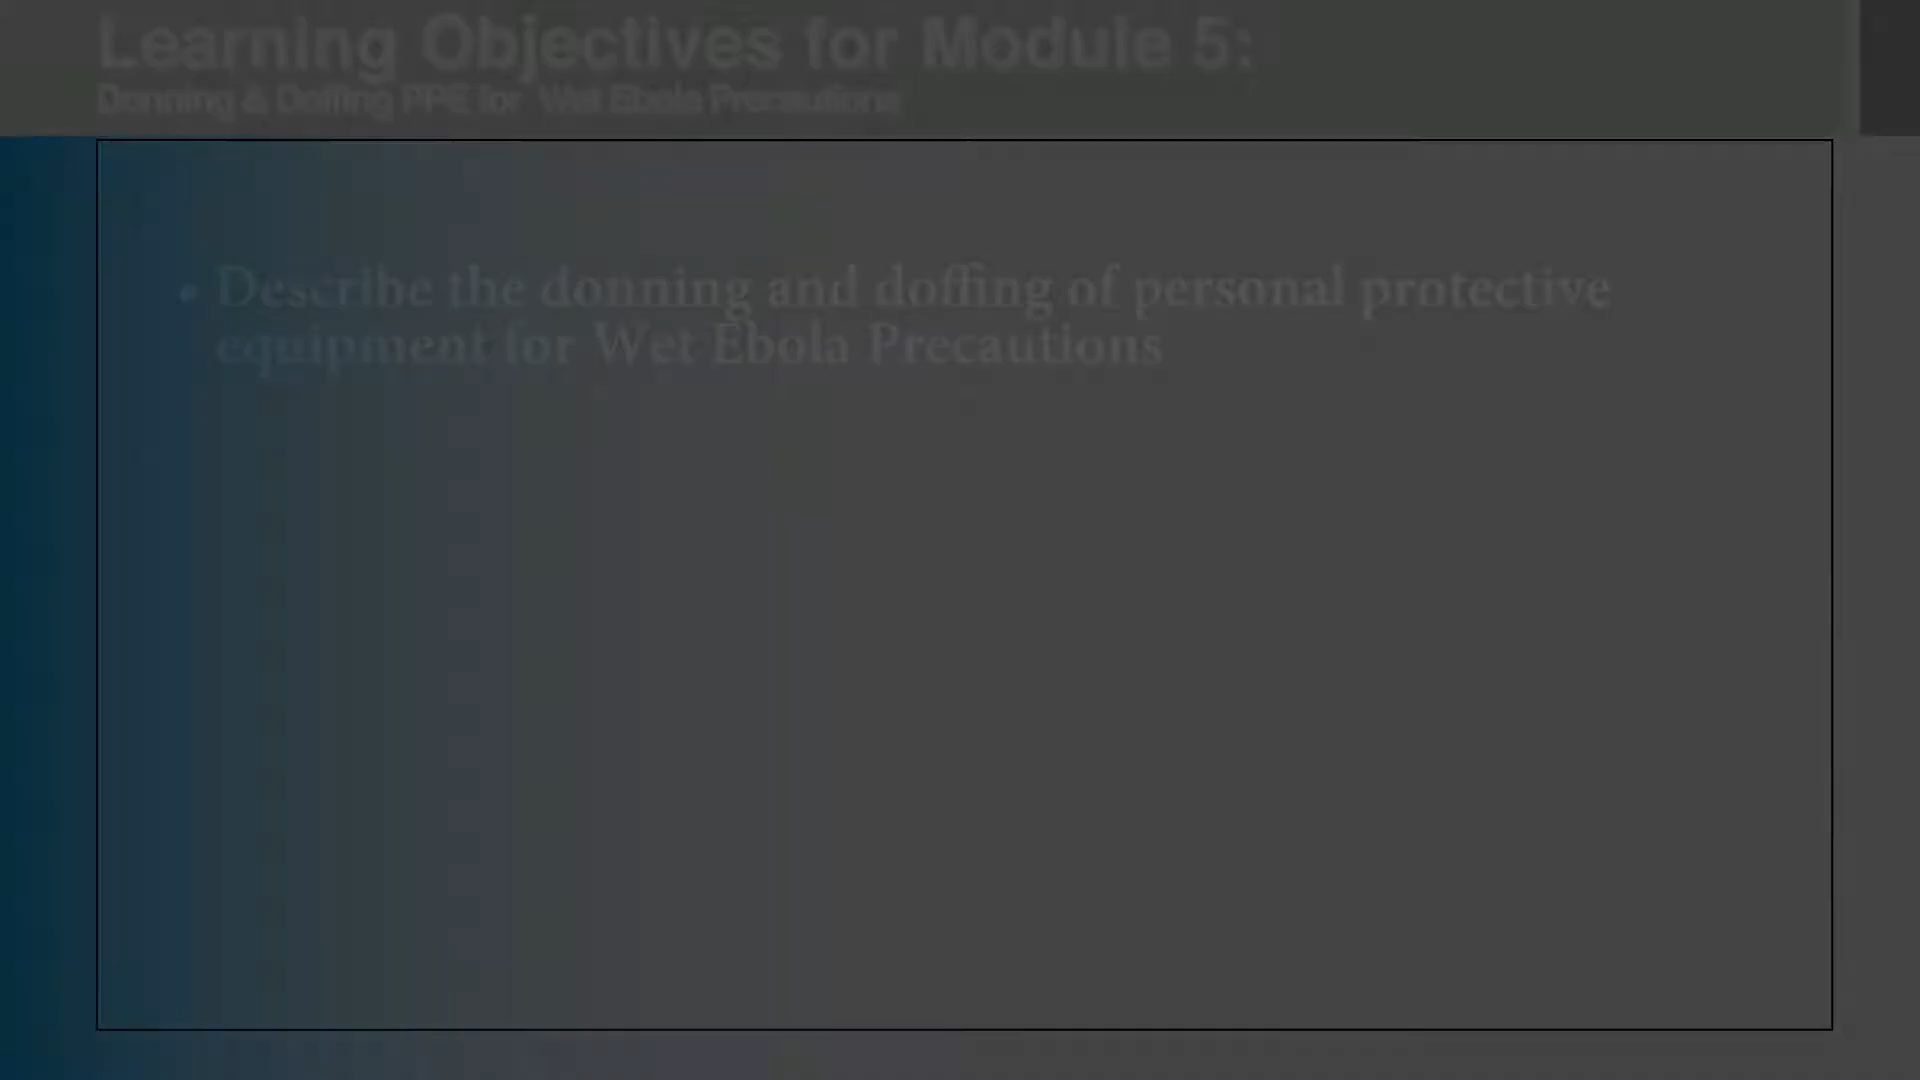 Learning Objectives for Module 5:
Donning & Doffing PPE for Wet Ebola Precautions
• Describe the donning and doffing of personal protective
equipment for Wet Ebola Precautions